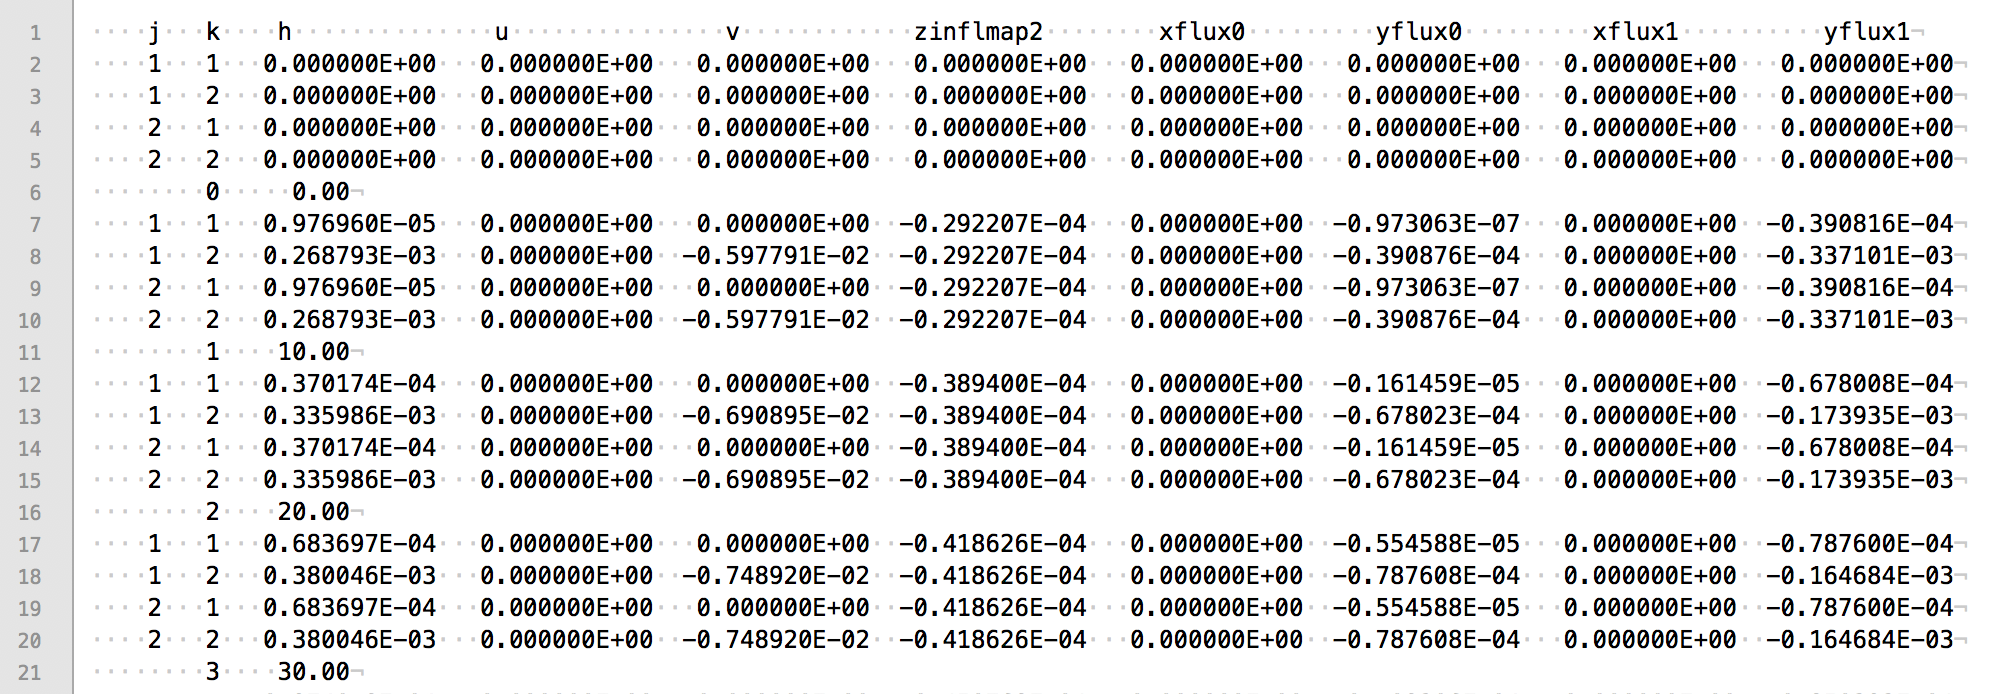 1 j k h u v zinflmap2 xflux0 yflux0 xflux1 yflux1
2 1 1 0.000000E+00 0.000000E+00 0.000000E+00 0.000000E+00 0.000000E+00 0.000000E+00 0.000000E+00 0.000000E+00
3 1 2 0.000000E+00 0.000000E+00 0.000000E+00 0.000000E+00 0.000000E+00 0.000000E+00 0.000000E+00 0.000000E+00
4 2 1 0.000000E+00 0.000000E+00 0.000000E+00 0.000000E+00 0.000000E+00 0.000000E+00 0.000000E+00 0.000000E+00
5 2 2 0.000000E+00 0.000000E+00 0.000000E+00 0.000000E+00 0.000000E+00 0.000000E+00 0.000000E+00 0.000000E+00
6 0 0.00
7 1 1 0.976960E-05 0.000000E+00 0.000000E+00 -0.292207E-04 0.000000E+00 -0.973063E-07 0.000000E+00 -0.390816E-04
8 1 2 0.268793E-03 0.000000E+00 -0.597791E-02 -0.292207E-04 0.000000E+00 -0.390876E-04 0.000000E+00 -0.337101E-03
9 2 1 0.976960E-05 0.000000E+00 0.000000E+00 -0.292207E-04 0.000000E+00 -0.973063E-07 0.000000E+00 -0.390816E-04
10 2 2 0.268793E-03 0.000000E+00 -0.597791E-02 -0.292207E-04 0.000000E+00 -0.390876E-04 0.000000E+00 -0.337101E-03
11 1 10.00
12 1 1 0.370174E-04 0.000000E+00 0.000000E+00 -0.389400E-04 0.000000E+00 -0.161459E-05 0.000000E+00 -0.678008E-04
13 1 2 0.335986E-03 0.000000E+00 -0.690895E-02 -0.389400E-04 0.000000E+00 -0.678023E-04 0.000000E+00 -0.173935E-03
14 2 1 0.370174E-04 0.000000E+00 0.000000E+00 -0.389400E-04 0.000000E+00 -0.161459E-05 0.000000E+00 -0.678008E-04
15 2 2 0.335986E-03 0.000000E+00 -0.690895E-02 -0.389400E-04 0.000000E+00 -0.678023E-04 0.000000E+00 -0.173935E-03
16 2 20.00
17 1 1 0.683697E-04 0.000000E+00 0.000000E+00 -0.418626E-04 0.000000E+00 -0.554588E-05 0.000000E+00 -0.787600E-04
18 1 2 0.380046E-03 0.000000E+00 -0.748920E-02 -0.418626E-04 0.000000E+00 -0.787608E-04 0.000000E+00 -0.164684E-03
19 2 1 0.683697E-04 0.000000E+00 0.000000E+00 -0.418626E-04 0.000000E+00 -0.554588E-05 0.000000E+00 -0.787600E-04
20 2 2 0.380046E-03 0.000000E+00 -0.748920E-02 -0.418626E-04 0.000000E+00 -0.787608E-04 0.000000E+00 -0.164684E-03
21 3 30.00